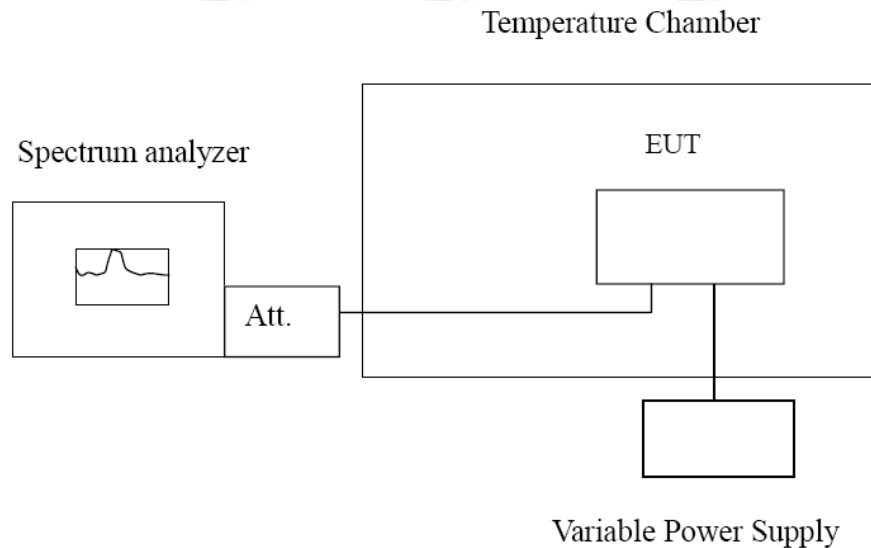 Temperature Chamber
Spectrum analyzer
EUT
Att.
Variable Power Supply